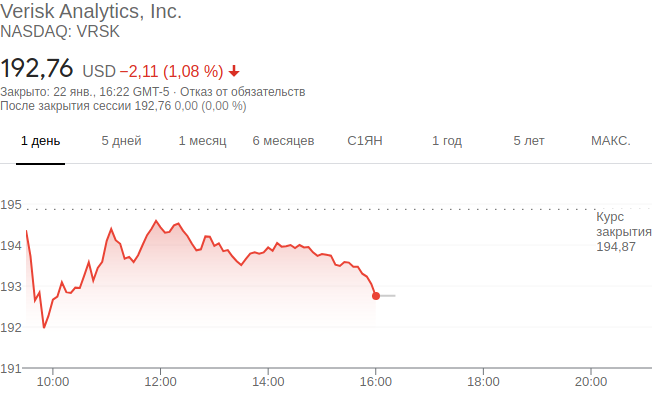 Verisk Analytics, Inc.
NASDAQ: VRSK
192,76 USD −2,11 (1,08 %)
Закрыто: 22 янв., 16:22 GMT-5 · Отказ от обязательств
После закрытия сессии 192,76 0,00 (0,00 %)
1 день 5 дней 1 месяц 6 месяцев С1ЯН 1 год 5 лет МАКС.
195
Курс
закрытия
194,87
194
193
192
191
10:00 12:00 14:00 16:00 18:00 20:00